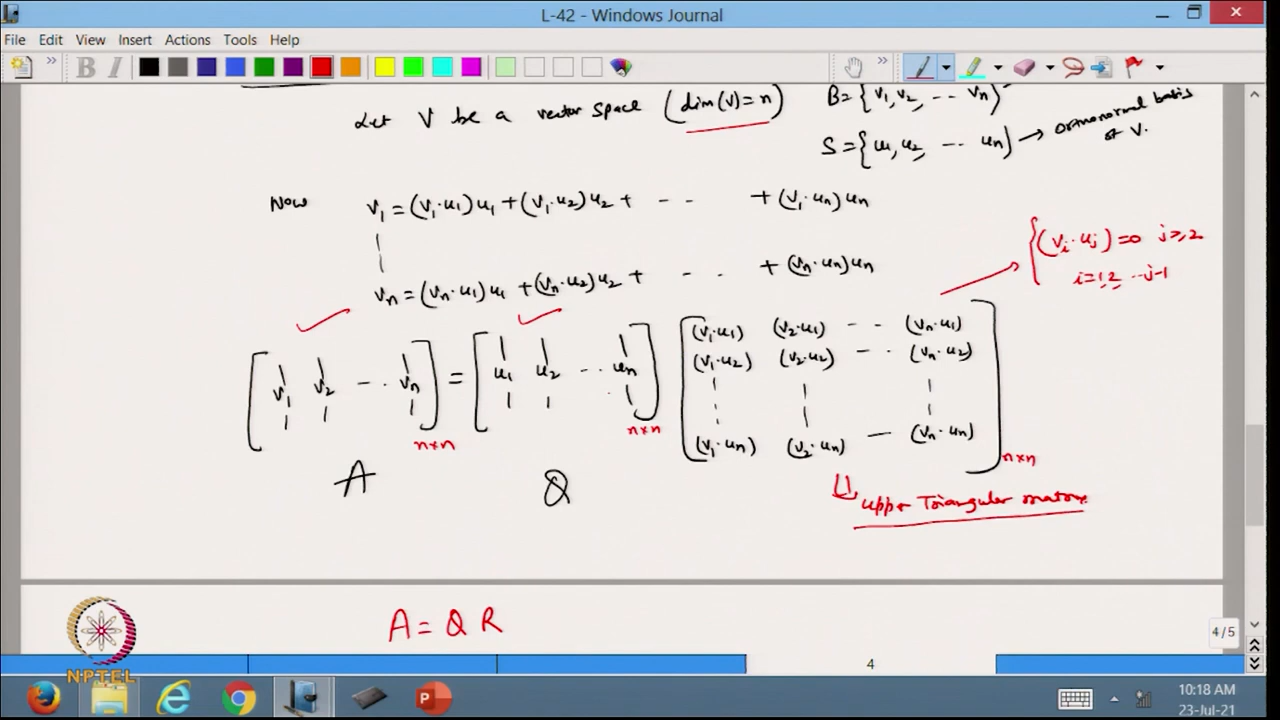 L-42 - Windows Journal
File Edit View Insert Actions Tools Help
Let V be a vector space (dim(V)=n) B={v1, v2, -- vn}
S={u1, u2, -- un} → orthonormal basis of V.
Now v1=(v1·u1)u1+(v1·u2)u2+ -- +(v1·un)un
vn=(vn·u1)u1+(vn·u2)u2+ -- +(vn·un)un
(vi·uj)=0 j≥2
i=1,2 --j-1
[v1 v2 -- vn] n×n = [u1 u2 -- un] n×n
(v1·u1) (v2·u1) -- (vn·u1)
(v1·u2) (v2·u2) -- (vn·u2)
(v1·un) (v2·un) — (vn·un)
n×n
A Q
⇓ upper Triangular matrix
A = Q R
4/5
NPTEL
4
10:18 AM
23-Jul-21